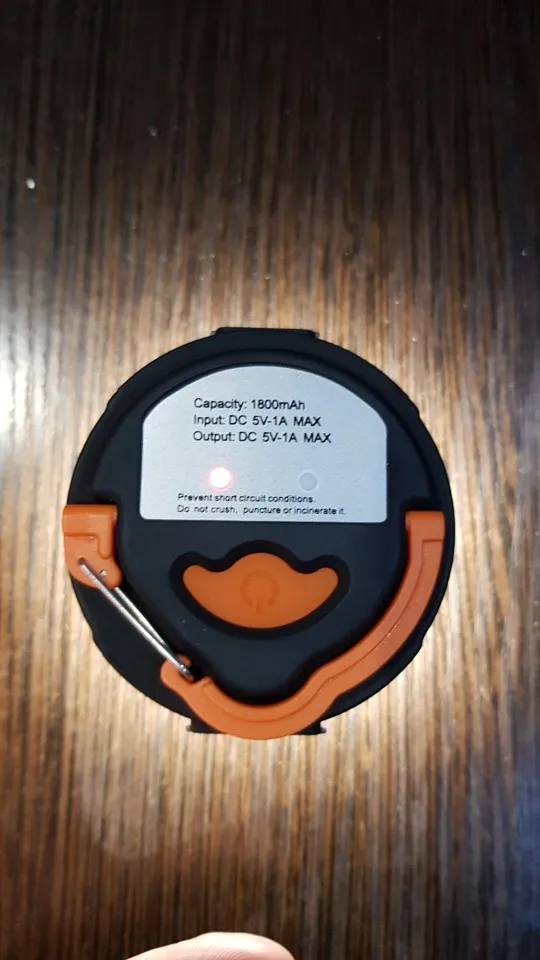 Capacity: 1800mAh
Input: DC 5V-1A MAX
Output: DC 5V-1A MAX
Prevent short circuit conditions.
Do not crush, puncture or incinerate it.